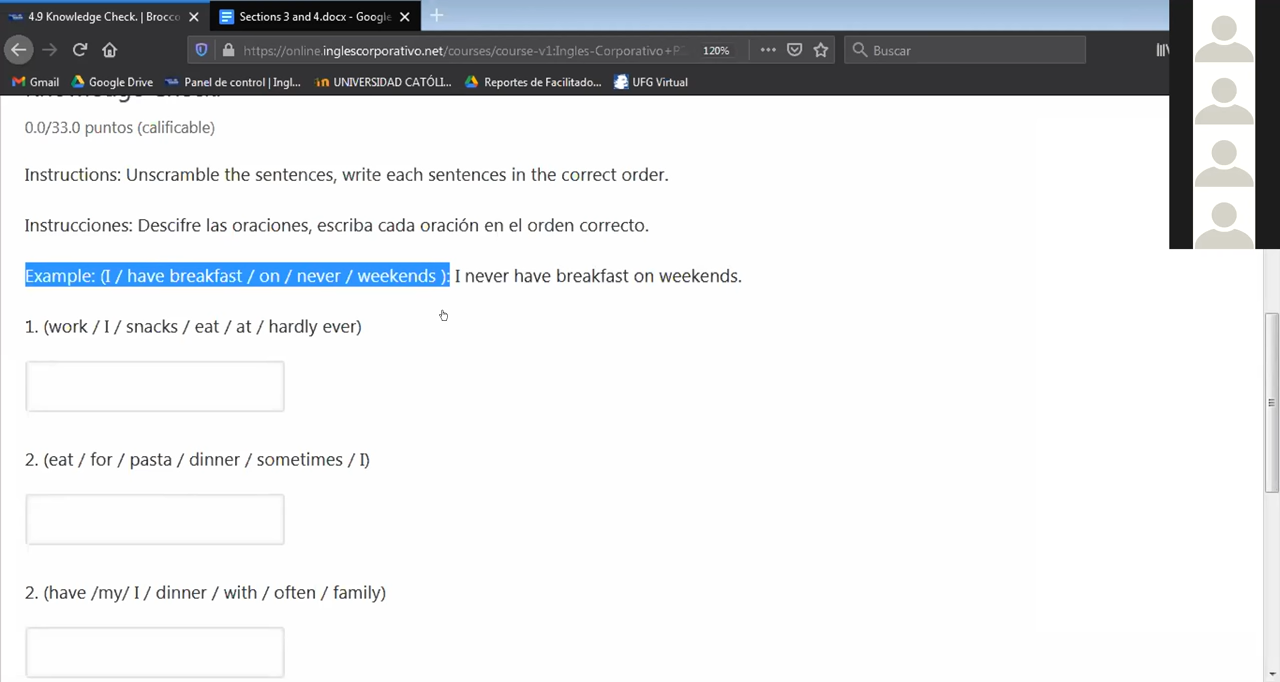 4.9 Knowledge Check. | Brocco
Sections 3 and 4.docx - Google
https://online.inglescorporativo.net/courses/course-v1:Ingles-Corporativo+P
120%
Buscar
Gmail
Google Drive
Panel de control | Ingl...
UNIVERSIDAD CATÓLI...
Reportes de Facilitado...
UFG Virtual
Knowledge Check.
0.0/33.0 puntos (calificable)
Instructions: Unscramble the sentences, write each sentences in the correct order.
Instrucciones: Descifre las oraciones, escriba cada oración en el orden correcto.
Example: (I / have breakfast / on / never / weekends ): I never have breakfast on weekends.
1. (work / I / snacks / eat / at / hardly ever)
2. (eat / for / pasta / dinner / sometimes / I)
2. (have /my/ I / dinner / with / often / family)